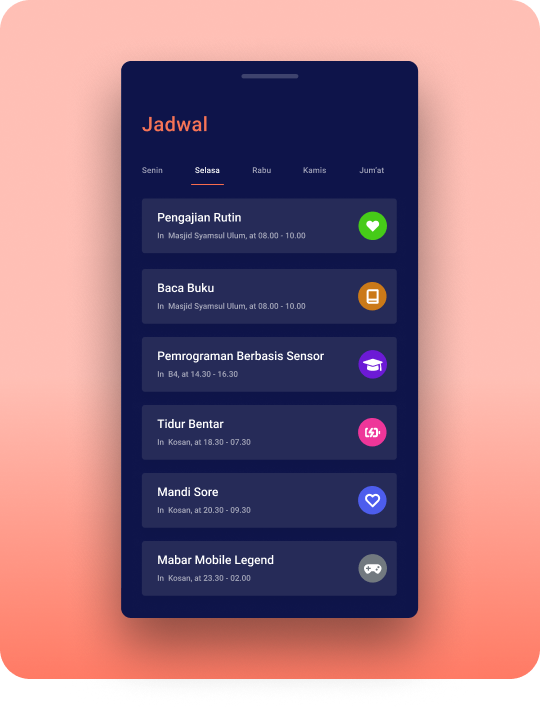 Jadwal
Senin Selasa Rabu Kamis Jum'at
Pengajian Rutin
In Masjid Syamsul Ulum, at 08.00 - 10.00
Baca Buku
In Masjid Syamsul Ulum, at 08.00 - 10.00
Pemrograman Berbasis Sensor
In B4, at 14.30 - 16.30
Tidur Bentar
In Kosan, at 18.30 - 07.30
Mandi Sore
In Kosan, at 20.30 - 09.30
Mabar Mobile Legend
In Kosan, at 23.30 - 02.00